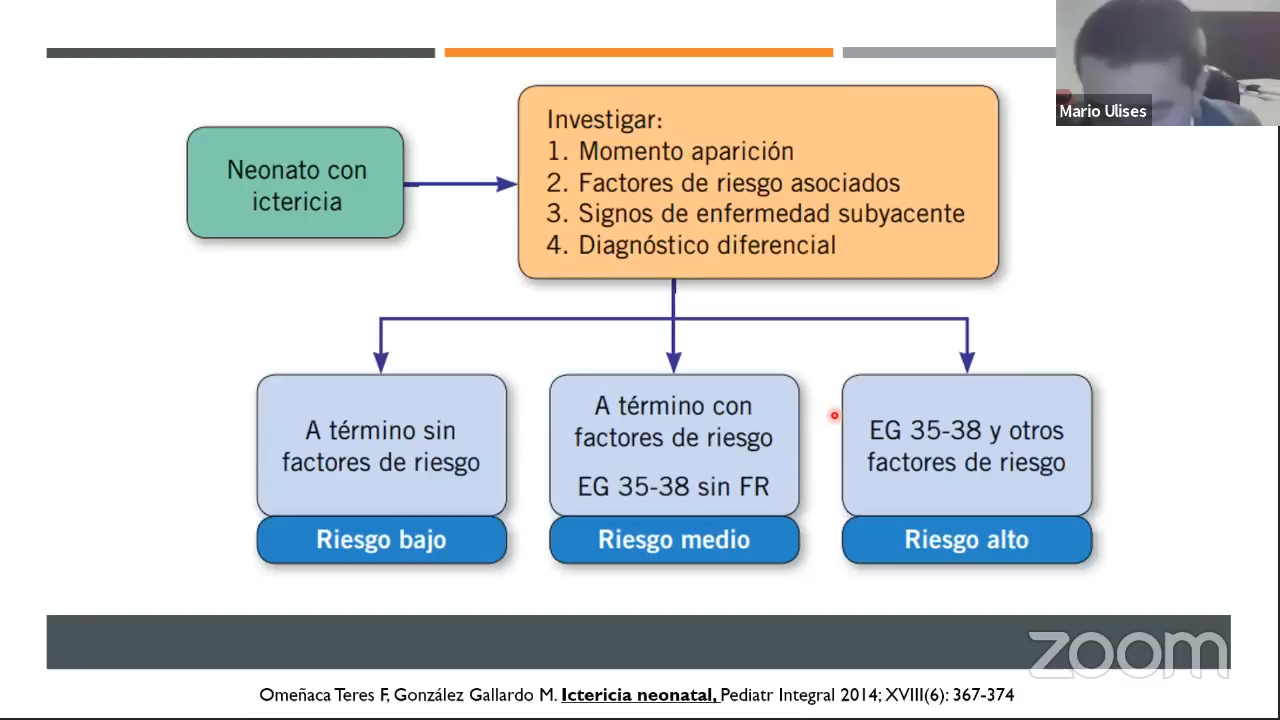 Mario Ulises
Neonato con
ictericia
Investigar:
1. Momento aparición
2. Factores de riesgo asociados
3. Signos de enfermedad subyacente
4. Diagnóstico diferencial
A término sin
factores de riesgo
Riesgo bajo
A término con
factores de riesgo
EG 35-38 sin FR
Riesgo medio
EG 35-38 y otros
factores de riesgo
Riesgo alto
zoom
Omeñaca Teres F, González Gallardo M. Ictericia neonatal, Pediatr Integral 2014; XVIII(6): 367-374